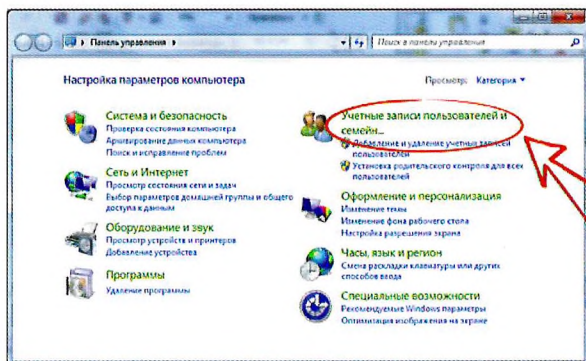 Панель управления
Поиск в панели управления
Настройка параметров компьютера
Просмотр: Категория
Система и безопасность
Проверка состояния компьютера
Архивирование данных компьютера
Поиск и исправление проблем
Сеть и Интернет
Просмотр состояния сети и задач
Выбор параметров домашней группы и общего
доступа к данным
Оборудование и звук
Просмотр устройств и принтеров
Добавление устройства
Программы
Удаление программы
Учетные записи пользователей и
семейн...
Добавление и удаление учетных записей
пользователей
Установка родительского контроля для всех
пользователей
Оформление и персонализация
Изменение темы
Изменение фона рабочего стола
Настройка разрешения экрана
Часы, язык и регион
Смена раскладки клавиатуры или других
способов ввода
Специальные возможности
Рекомендуемые Windows параметры
Оптимизация изображения на экране